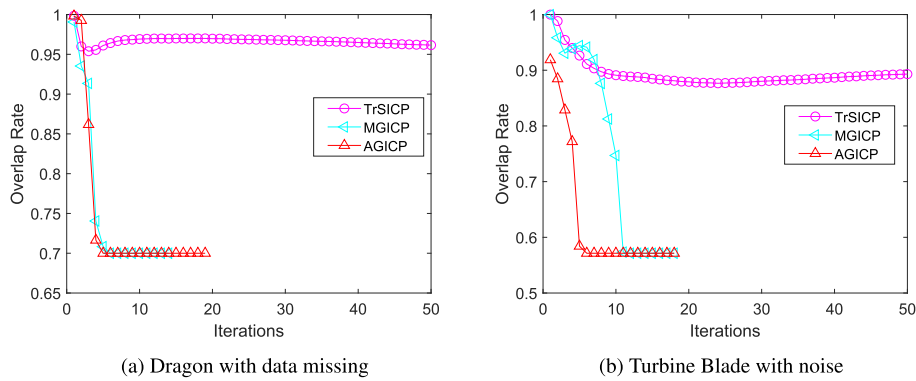 1
0.95
0.9
0.85
0.8
0.75
0.7
0.65
Overlap Rate
TrSICP
MGICP
AGICP
0 10 20 30 40 50
Iterations
(a) Dragon with data missing
1
0.9
0.8
0.7
0.6
0.5
Overlap Rate
TrSICP
MGICP
AGICP
0 10 20 30 40 50
Iterations
(b) Turbine Blade with noise